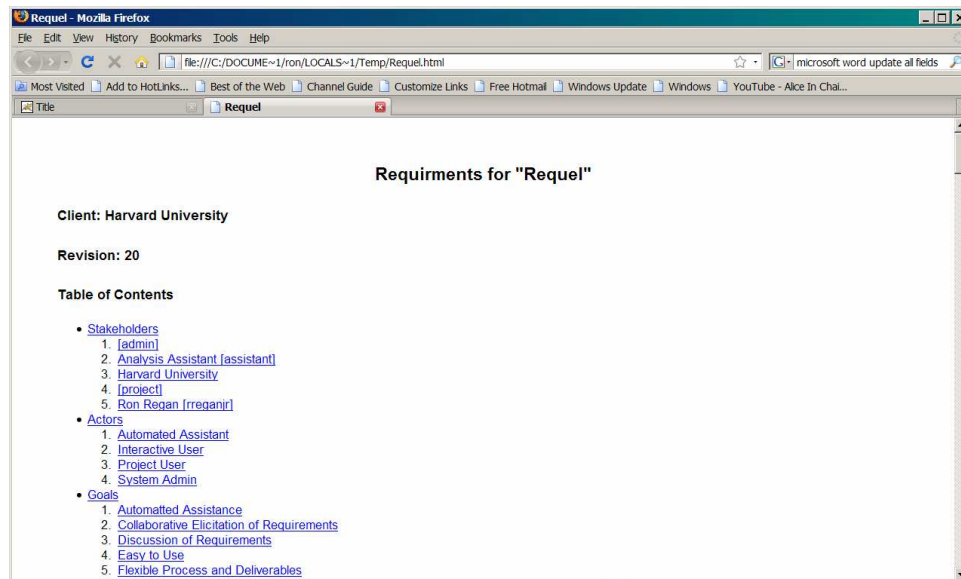 Requel - Mozilla Firefox
File Edit View History Bookmarks Tools Help
file:///C:/DOCUME~1/ron/LOCALS~1/Temp/Requel.html
G microsoft word update all fields
Most Visited Add to HotLinks... Best of the Web Channel Guide Customize Links Free Hotmail Windows Update Windows YouTube - Alice In Chai...
Title Requel
Requirments for "Requel"
Client: Harvard University
Revision: 20
Table of Contents
• Stakeholders
1. [admin]
2. Analysis Assistant [assistant]
3. Harvard University
4. [project]
5. Ron Regan [rreganjr]
• Actors
1. Automated Assistant
2. Interactive User
3. Project User
4. System Admin
• Goals
1. Automatted Assistance
2. Collaborative Elicitation of Requirements
3. Discussion of Requirements
4. Easy to Use
5. Flexible Process and Deliverables